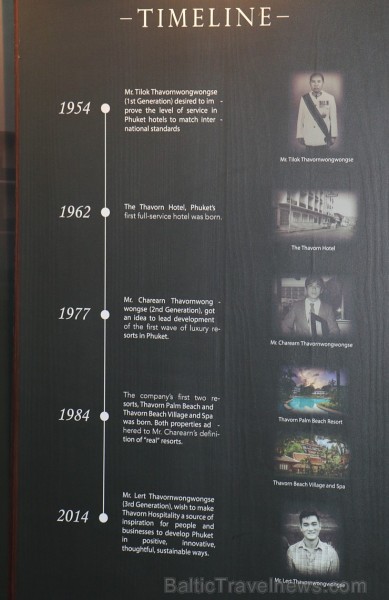 –TIMELINE–
1954
Mr. Tilok Thavornwongwongse
(1st Generation) desired to im -
prove the level of service in
Phuket hotels to match inter -
national standards
Mr. Tilok Thavornwongwongse
1962
The Thavorn Hotel, Phuket's
first full-service hotel was born.
The Thavorn Hotel
1977
Mr. Charearn Thavornwong -
wongse (2nd Generation), got
an idea to lead development
of the first wave of luxury re-
sorts in Phuket.
Mr. Charearn Thavornwongwongse
1984
The company's first two re-
sorts, Thavorn Palm Beach and
Thavorn Beach Village and Spa
was born. Both properties ad -
hered to Mr. Charearn's defini-
tion of "real" resorts.
Thavorn Palm Beach Resort
Thavorn Beach Village and Spa
2014
Mr. Lert Thavornwongwongse
(3rd Generation), wish to make
Thavorn Hospitality a source of
inspiration for people and
businesses to develop Phuket
in positive, innovative,
thoughtful, sustainable ways.
Mr. Lert Thavornwongwongse
BalticTravelnews.com